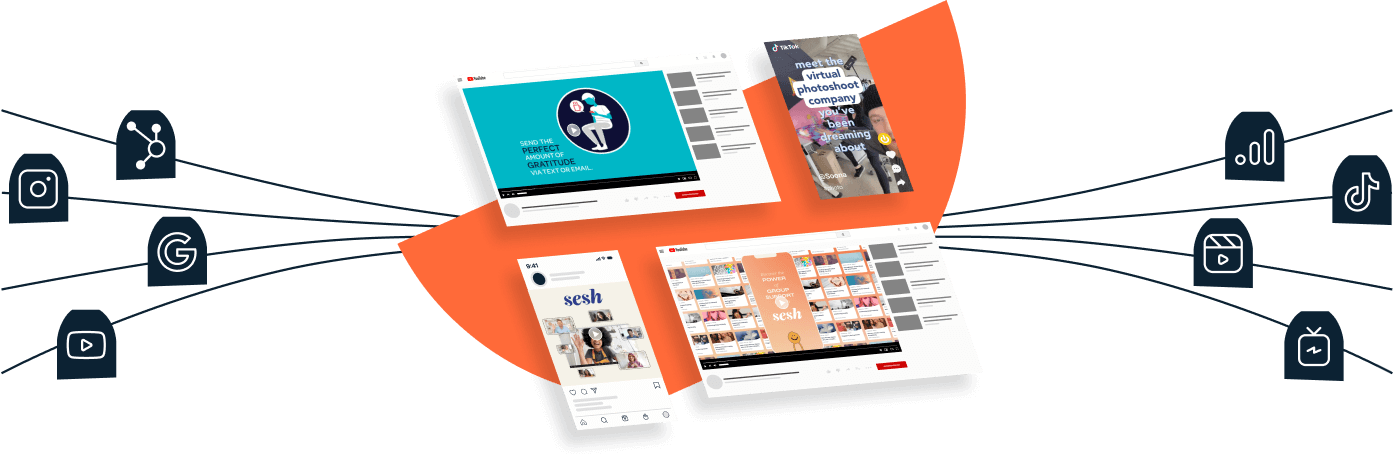 YouTube
SEND THE
PERFECT
AMOUNT OF
GRATITUDE
VIA TEXT OR EMAIL.
TikTok
meet the
virtual
photoshoot
company
you've
been
dreaming
about
@Soona
9:41
sesh
YouTube
POWER
GROUP
SUPPORT
sesh